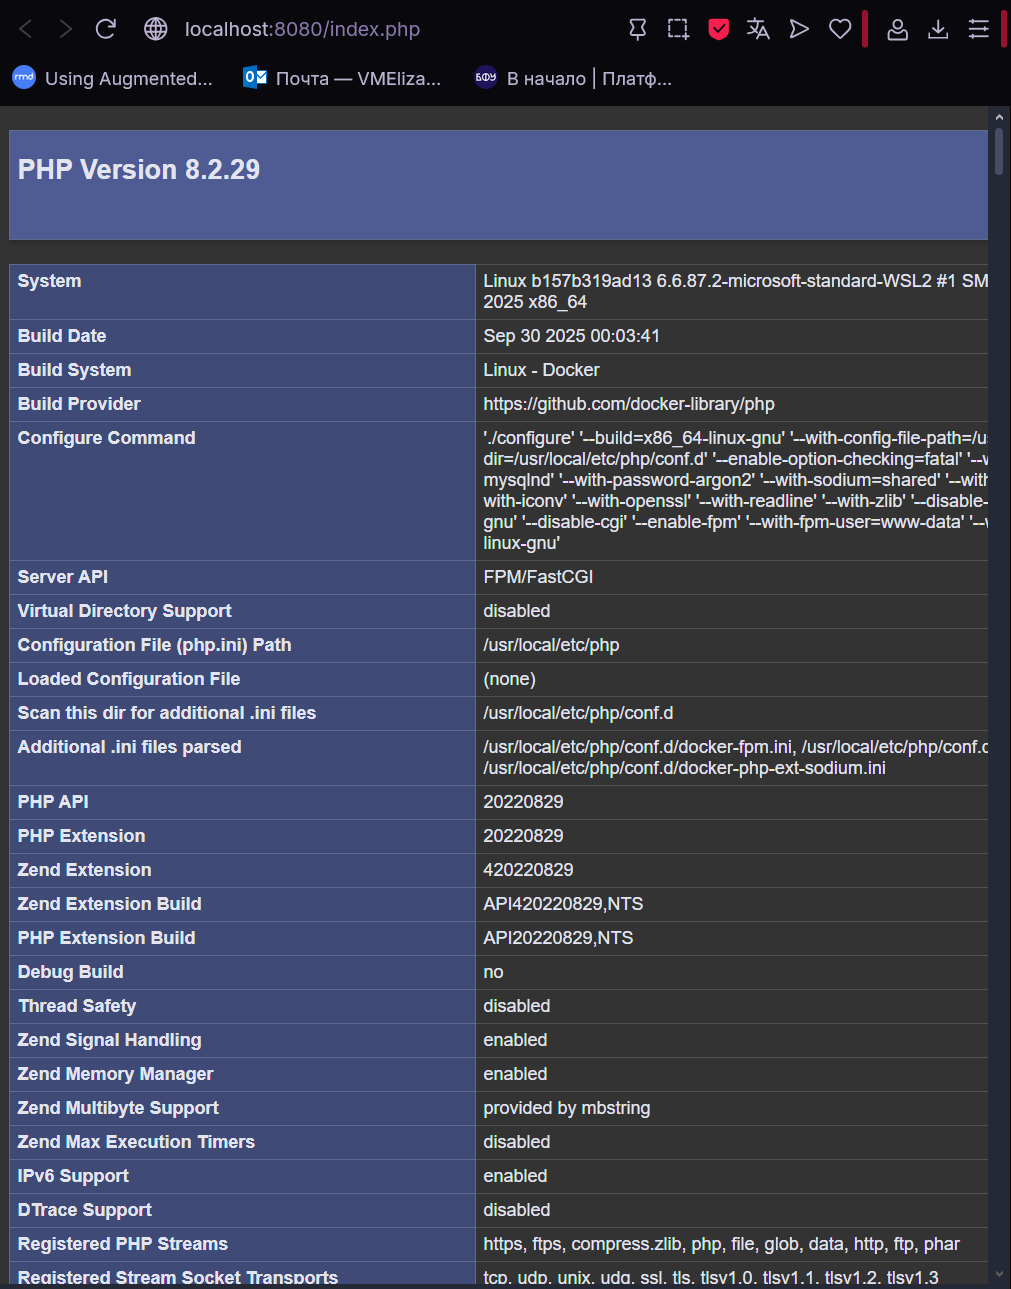 localhost:8080/index.php
rmd Using Augmented... Почта — VMEliza... БФУ В начало | Платф...
PHP Version 8.2.29
System Linux b157b319ad13 6.6.87.2-microsoft-standard-WSL2 #1 SM
2025 x86_64
Build Date Sep 30 2025 00:03:41
Build System Linux - Docker
Build Provider https://github.com/docker-library/php
Configure Command './configure' '--build=x86_64-linux-gnu' '--with-config-file-path=/u
dir=/usr/local/etc/php/conf.d' '--enable-option-checking=fatal' '--w
mysqlnd' '--with-password-argon2' '--with-sodium=shared' '--with
with-iconv' '--with-openssl' '--with-readline' '--with-zlib' '--disable-
gnu' '--disable-cgi' '--enable-fpm' '--with-fpm-user=www-data' '--w
linux-gnu'
Server API FPM/FastCGI
Virtual Directory Support disabled
Configuration File (php.ini) Path /usr/local/etc/php
Loaded Configuration File (none)
Scan this dir for additional .ini files /usr/local/etc/php/conf.d
Additional .ini files parsed /usr/local/etc/php/conf.d/docker-fpm.ini, /usr/local/etc/php/conf.d
/usr/local/etc/php/conf.d/docker-php-ext-sodium.ini
PHP API 20220829
PHP Extension 20220829
Zend Extension 420220829
Zend Extension Build API420220829,NTS
PHP Extension Build API20220829,NTS
Debug Build no
Thread Safety disabled
Zend Signal Handling enabled
Zend Memory Manager enabled
Zend Multibyte Support provided by mbstring
Zend Max Execution Timers disabled
IPv6 Support enabled
DTrace Support disabled
Registered PHP Streams https, ftps, compress.zlib, php, file, glob, data, http, ftp, phar
Registered Stream Socket Transports tcp, udp, unix, udg, ssl, tls, tlsv1.0, tlsv1.1, tlsv1.2, tlsv1.3